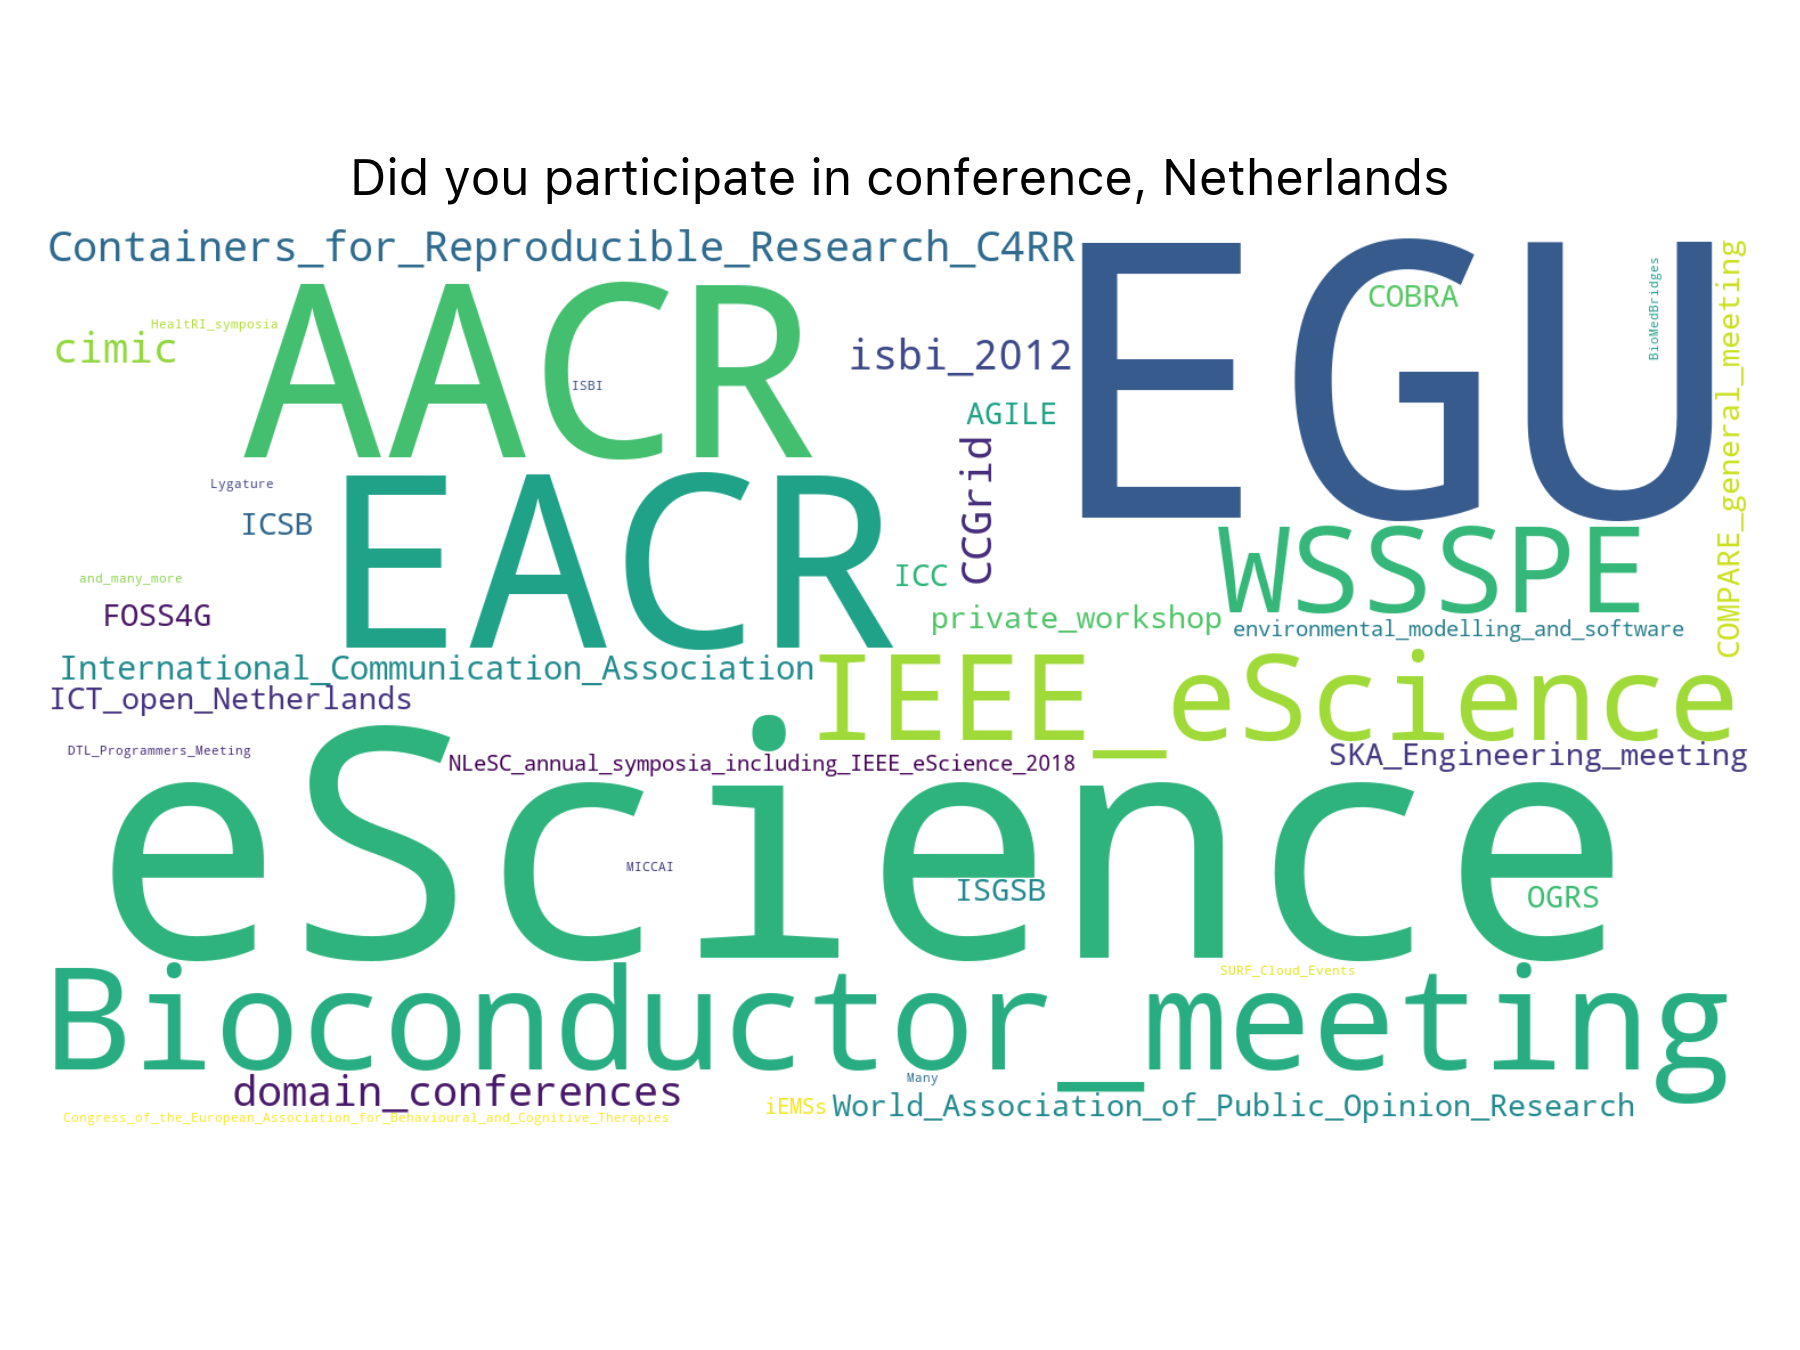 Did you participate in conference, Netherlands
Containers_for_Reproducible_Research_C4RR
EGU
COBRA
BioMedBridges
COMPARE_general_meeting
AACR
HealtRI_symposia
cimic
ISBI
isbi_2012
AGILE
CCGrid
EACR
Lygature
ICSB
WSSSPE
ICC
and_many_more
FOSS4G
private_workshop
environmental_modelling_and_software
International_Communication_Association
IEEE_eScience
ICT_open_Netherlands
DTL_Programmers_Meeting
NLeSC_annual_symposia_including_IEEE_eScience_2018
SKA_Engineering_meeting
eScience
MICCAI
ISGSB
OGRS
SURF_Cloud_Events
Bioconductor_meeting
domain_conferences
Many
iEMSs
World_Association_of_Public_Opinion_Research
Congress_of_the_European_Association_for_Behavioural_and_Cognitive_Therapies